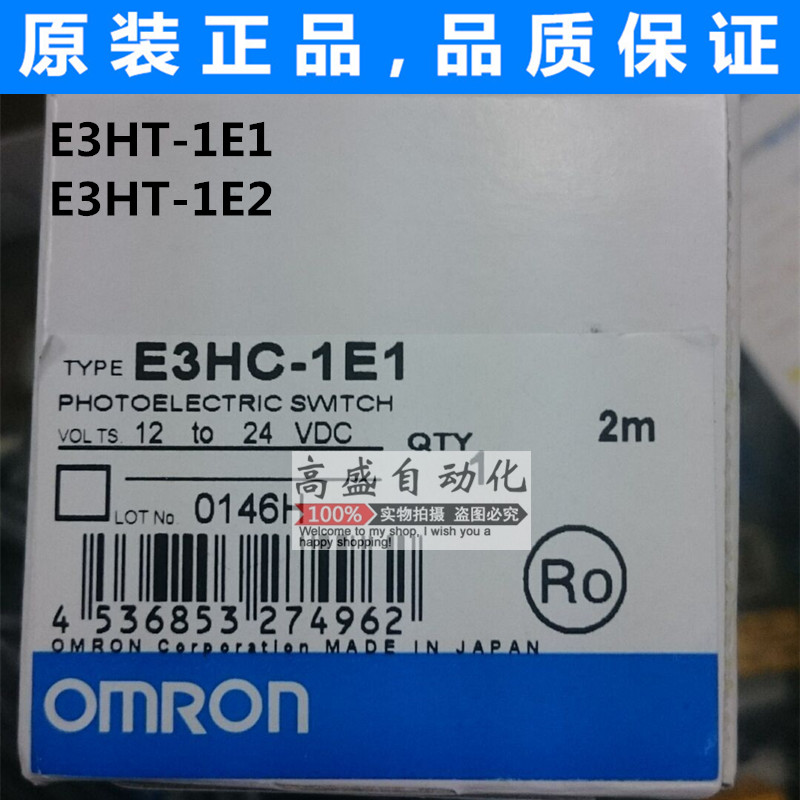 原装正品,品质保证
E3HT-1E1
E3HT-1E2
TYPE E3HC-1E1
PHOTOELECTRIC SWITCH
VOLTS. 12 to 24 VDC
QTY 2m
1
高盛自动化
LOT No. 0146H
100% 实物拍摄 盗图必究
Welcome to my shop, I wish you a
happy shopping!
Ro
4 536853 274962
OMRON Corporation MADE IN JAPAN
OMRON